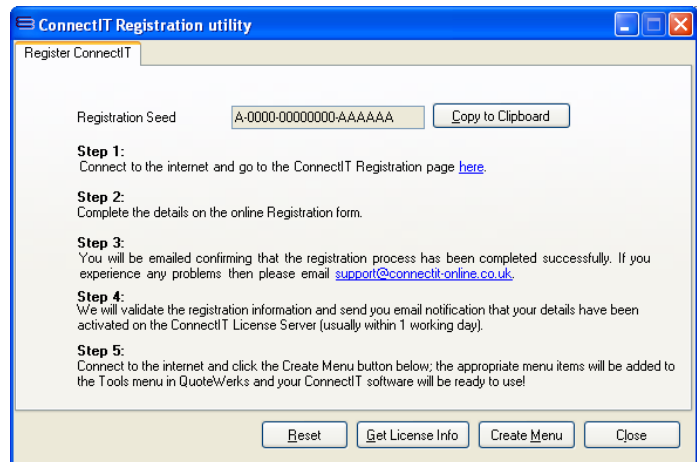 ConnectIT Registration utility
Register ConnectIT
Registration Seed A-0000-00000000-AAAAAA Copy to Clipboard
Step 1:
Connect to the internet and go to the ConnectIT Registration page here.
Step 2:
Complete the details on the online Registration form.
Step 3:
You will be emailed confirming that the registration process has been completed successfully. If you
experience any problems then please email support@connectit-online.co.uk.
Step 4:
We will validate the registration information and send you email notification that your details have been
activated on the ConnectIT License Server (usually within 1 working day).
Step 5:
Connect to the internet and click the Create Menu button below; the appropriate menu items will be added to
the Tools menu in QuoteWerks and your ConnectIT software will be ready to use!
Reset Get License Info Create Menu Close